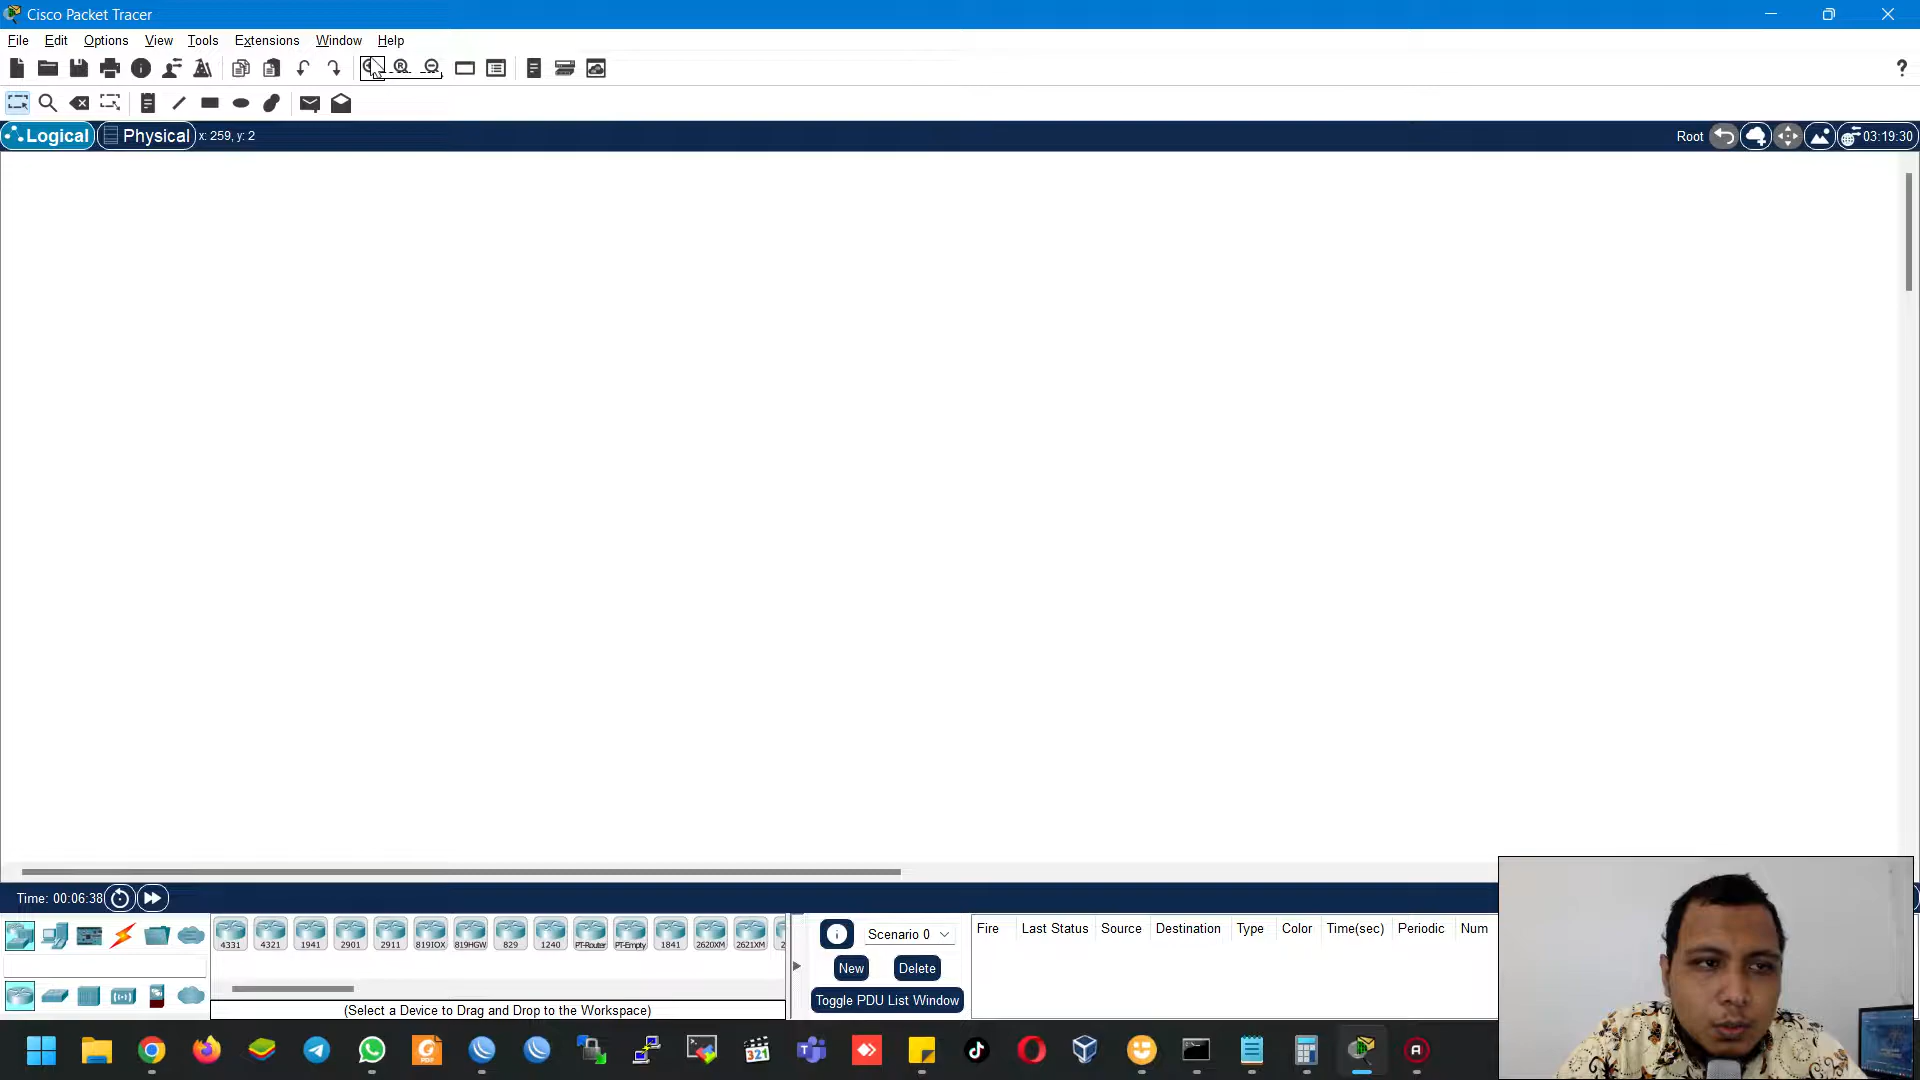 Cisco Packet Tracer
File Edit Options View Tools Extensions Window Help
Logical Physical x: 259, y: 2 Root 03:19:30
Time: 00:06:38
4331 4321 1941 2901 2911 819IOX 819HGW 829 1240 PT-Router PT-Empty 1841 2620XM 2621XM
(Select a Device to Drag and Drop to the Workspace)
Scenario 0
New Delete
Toggle PDU List Window
Fire Last Status Source Destination Type Color Time(sec) Periodic Num
321